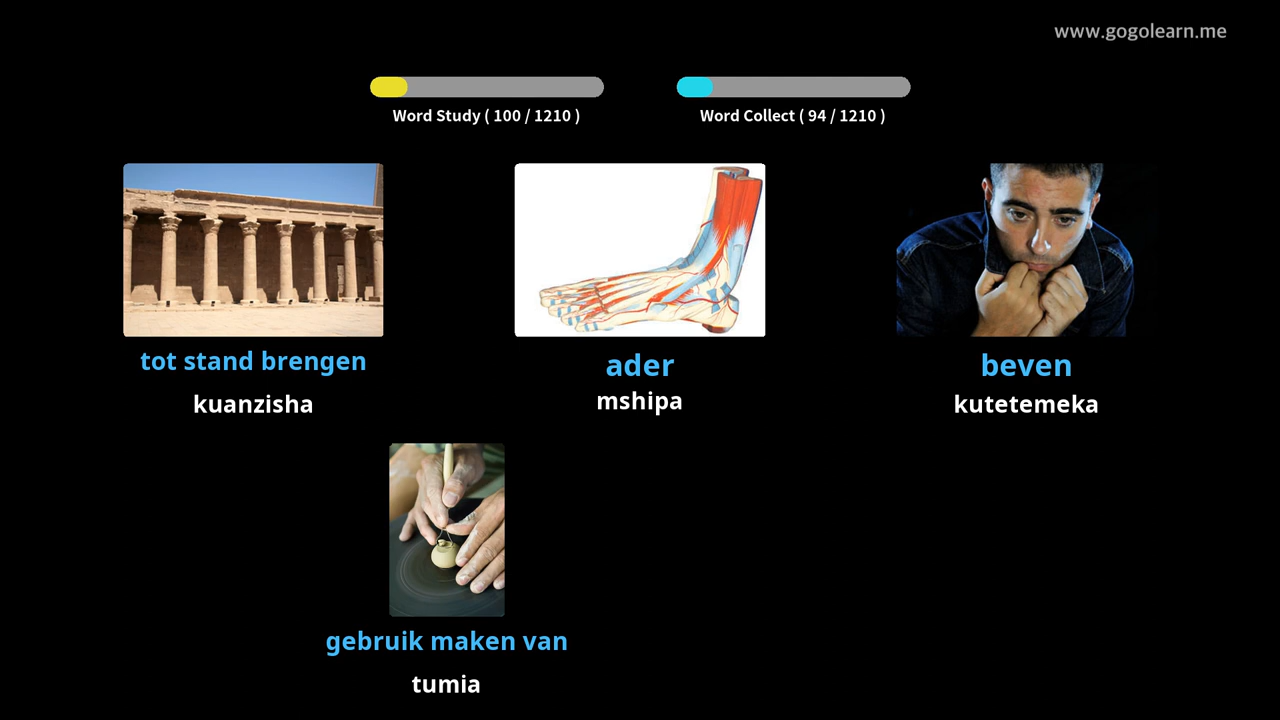 www.gogolearn.me
Word Study ( 100 / 1210 )
Word Collect ( 94 / 1210 )
tot stand brengen
kuanzisha
ader
mshipa
beven
kutetemeka
gebruik maken van
tumia